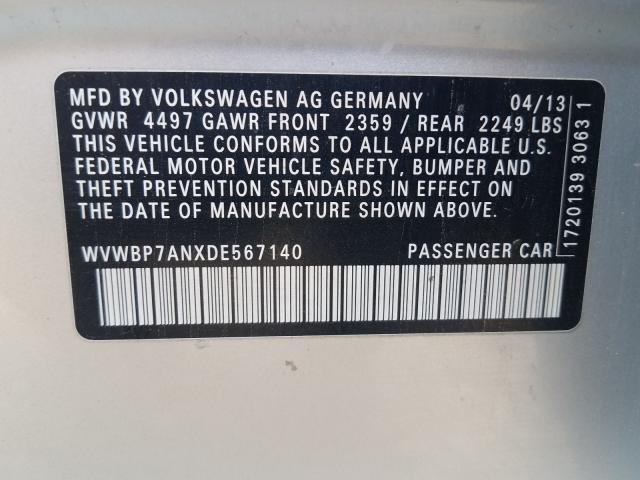 MFD BY VOLKSWAGEN AG GERMANY 04/13
GVWR 4497 GAWR FRONT 2359 / REAR 2249 LBS
THIS VEHICLE CONFORMS TO ALL APPLICABLE U.S.
FEDERAL MOTOR VEHICLE SAFETY, BUMPER AND
THEFT PREVENTION STANDARDS IN EFFECT ON
THE DATE OF MANUFACTURE SHOWN ABOVE.
WVWBP7ANXDE567140 PASSENGER CAR
1720139 3063 1